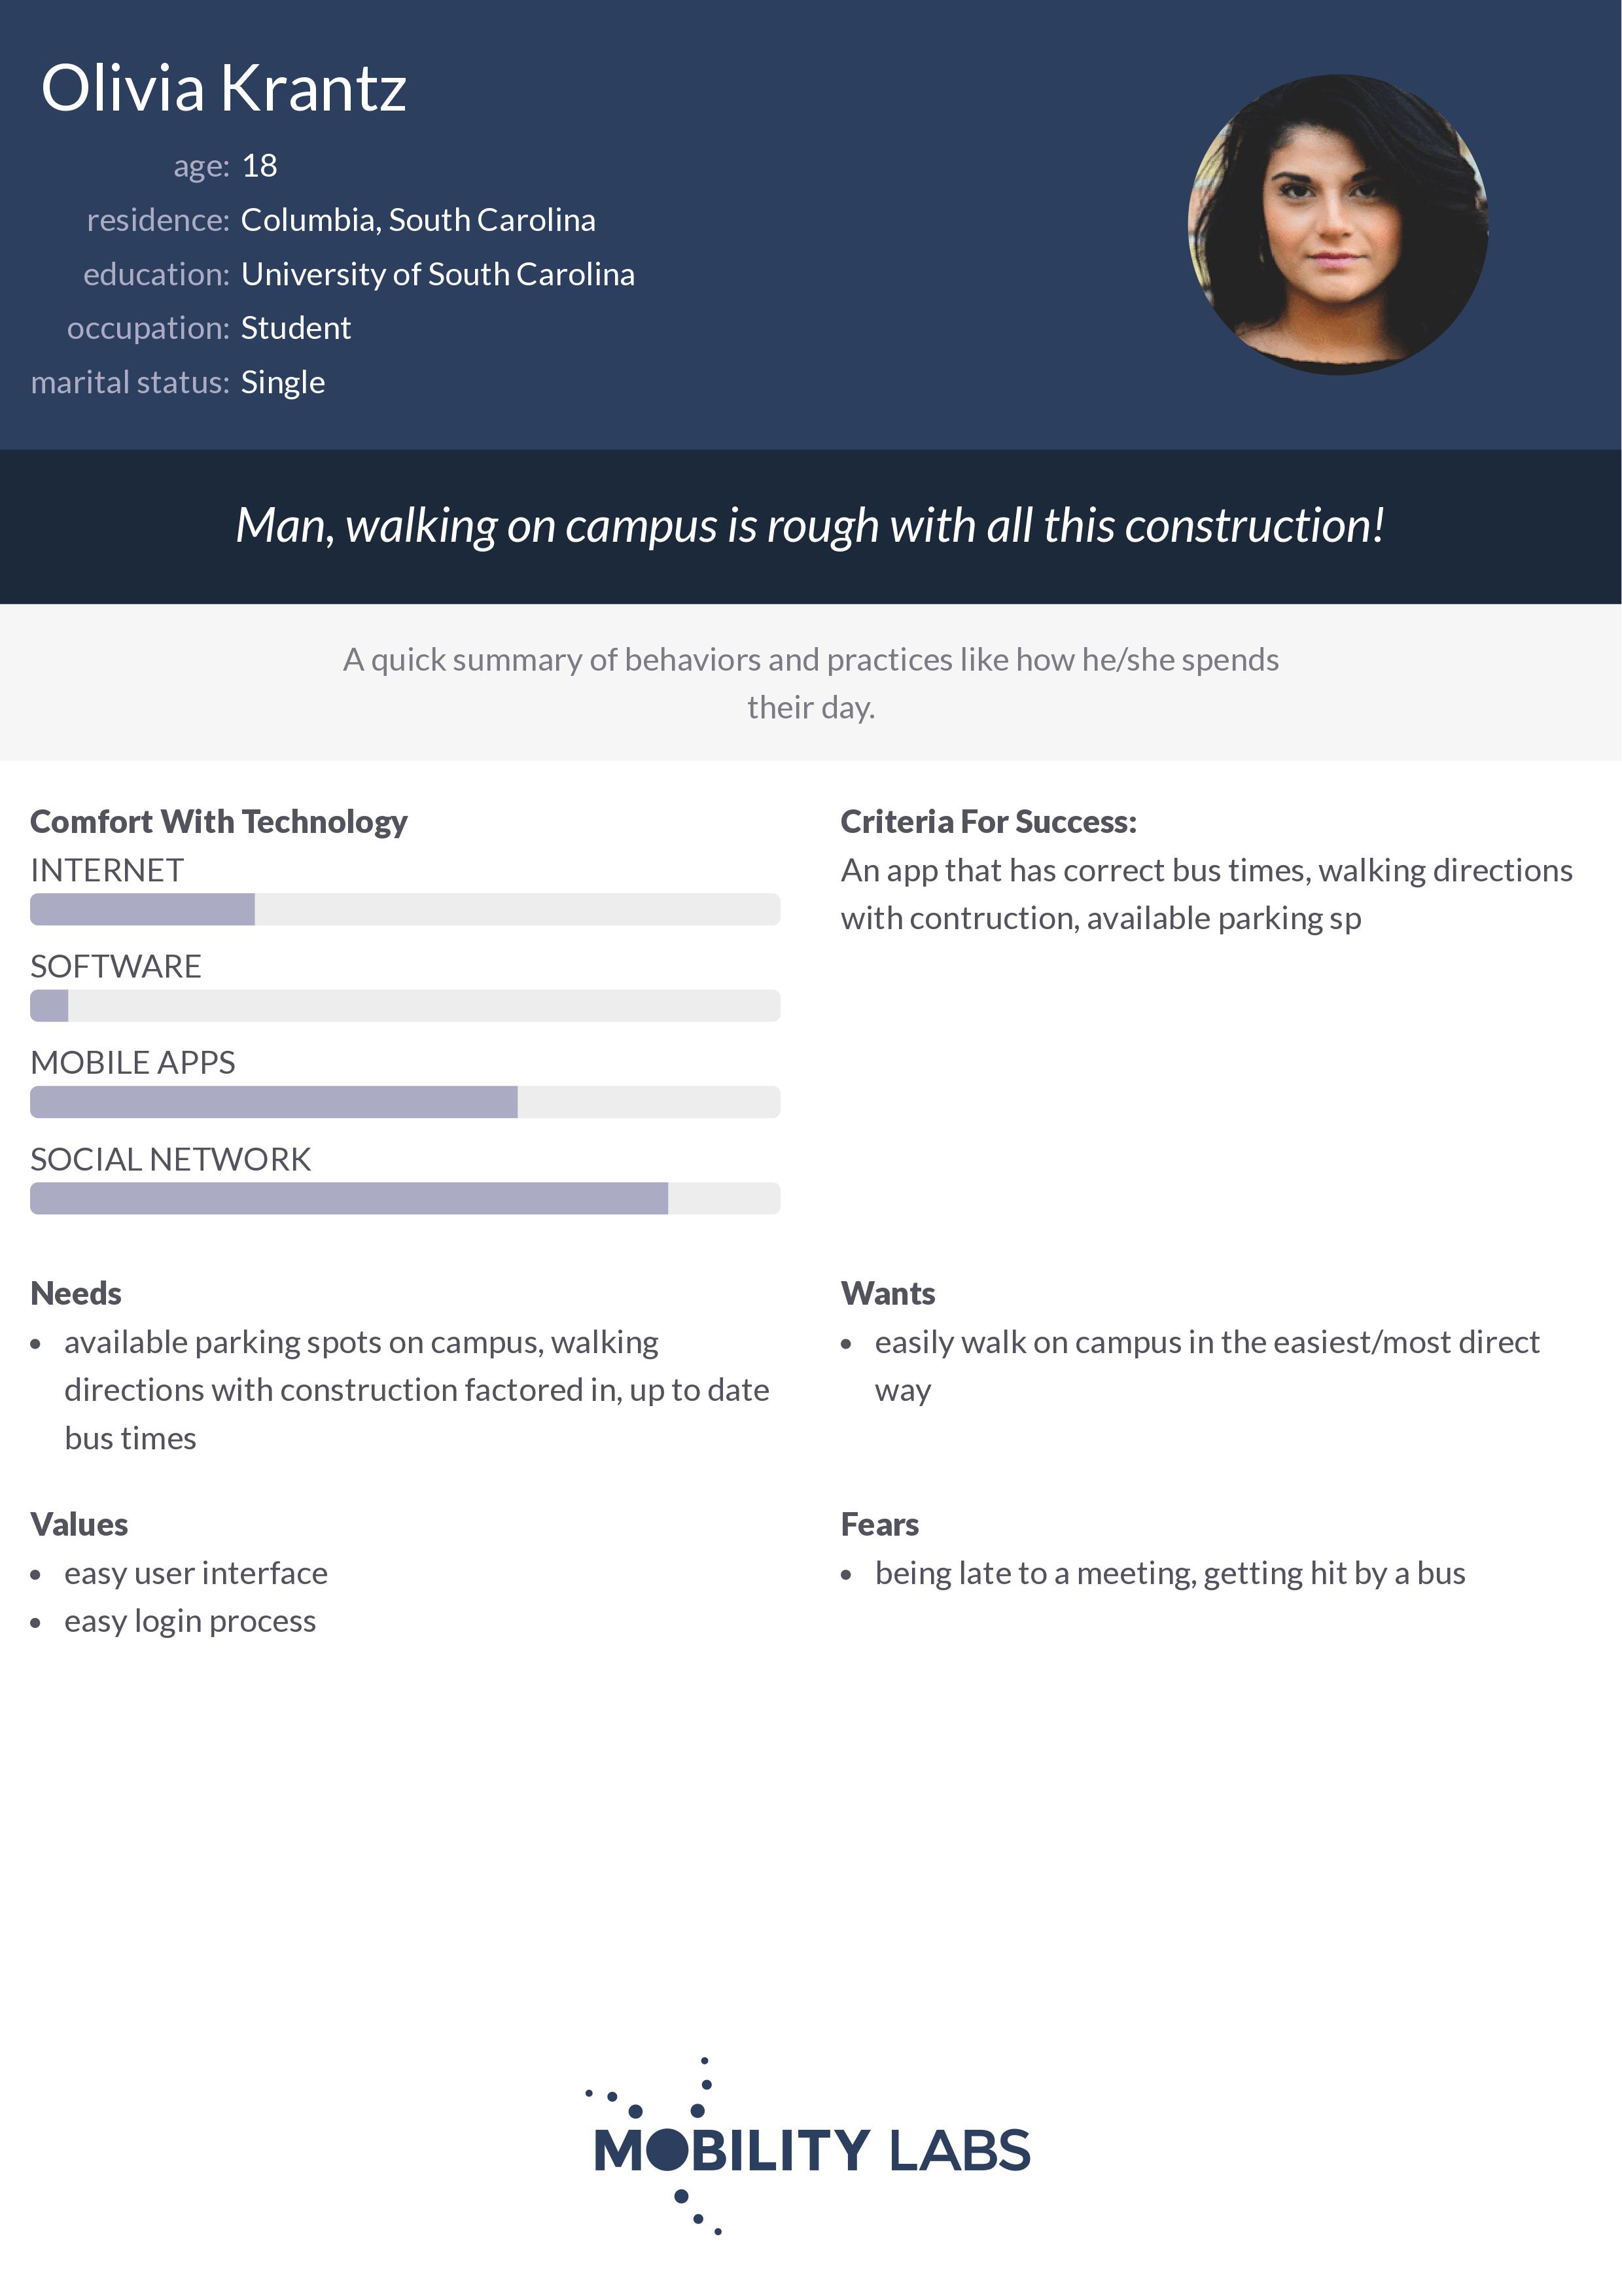 Olivia Krantz
age: 18
residence: Columbia, South Carolina
education: University of South Carolina
occupation: Student
marital status: Single
Man, walking on campus is rough with all this construction!
A quick summary of behaviors and practices like how he/she spends
their day.
Comfort With Technology
INTERNET
SOFTWARE
MOBILE APPS
SOCIAL NETWORK
Criteria For Success:
An app that has correct bus times, walking directions
with contruction, available parking sp
Needs
• available parking spots on campus, walking
directions with construction factored in, up to date
bus times
Wants
• easily walk on campus in the easiest/most direct
way
Values
• easy user interface
• easy login process
Fears
• being late to a meeting, getting hit by a bus
MOBILITY LABS